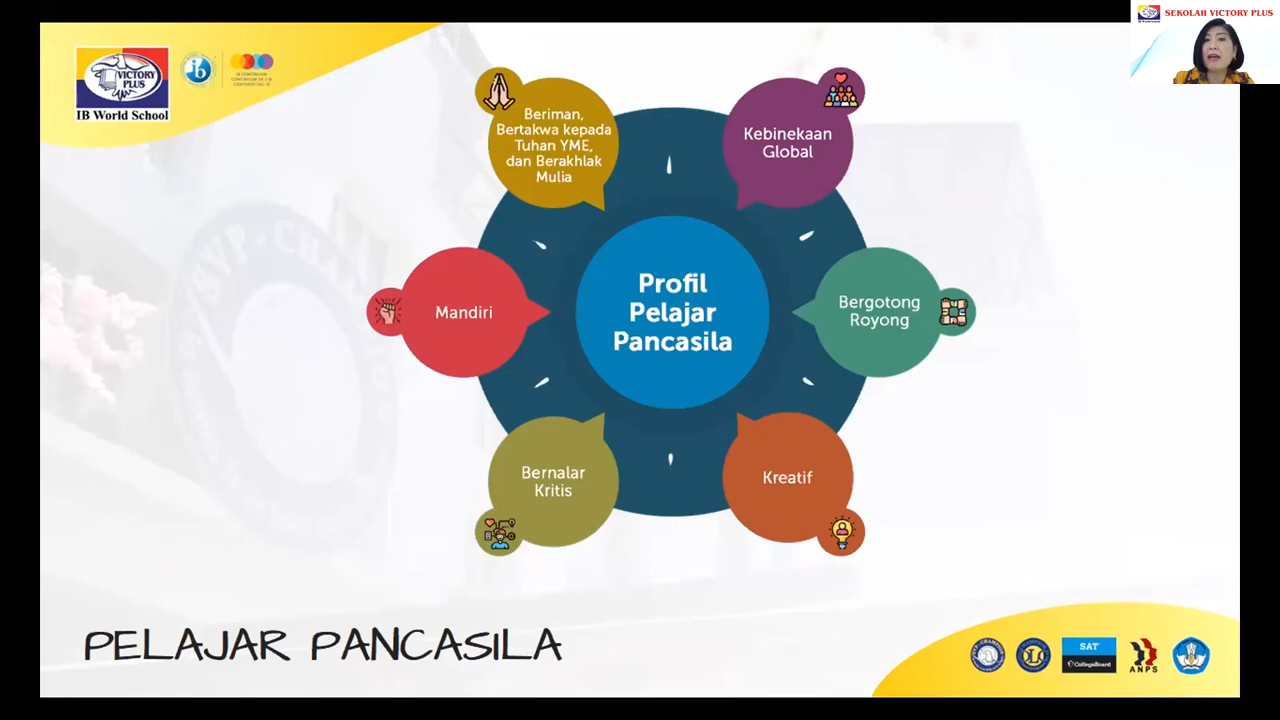 SEKOLAH VICTORY PLUS
VICTORY
PLUS
IB World School
ib
Beriman,
Bertakwa kepada
Tuhan YME,
dan Berakhlak
Mulia
Kebinekaan
Global
Mandiri
Profil
Pelajar
Pancasila
Bergotong
Royong
Bernalar
Kritis
Kreatif
PELAJAR PANCASILA
SAT
CollegeBoard
ANPS